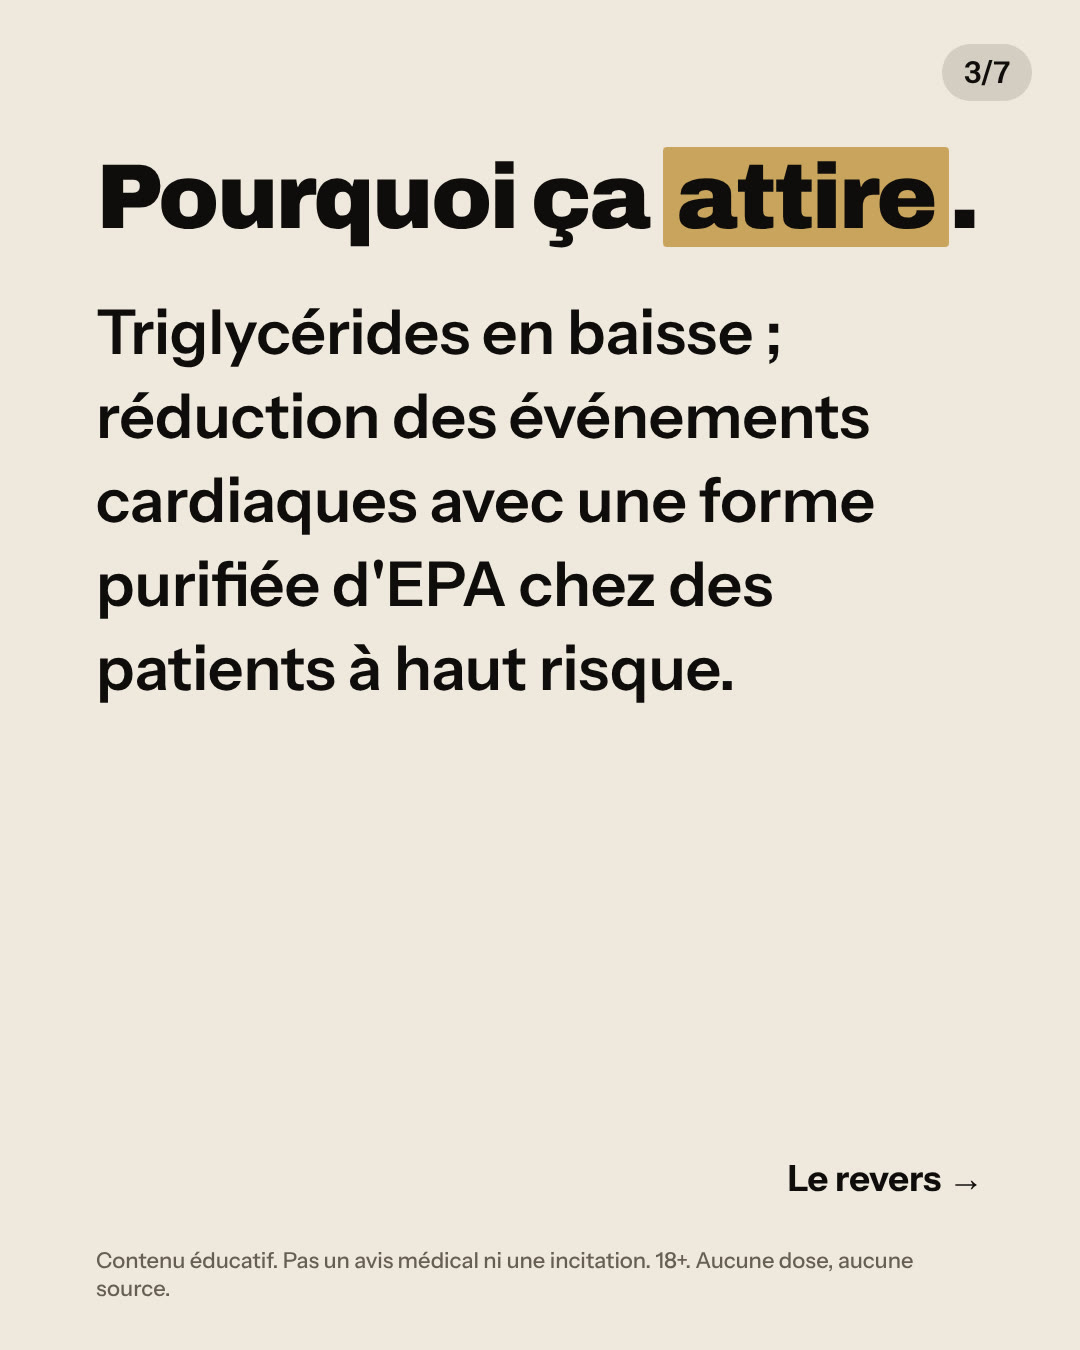 3/7
Pourquoi ça attire.
Triglycérides en baisse ;
réduction des événements
cardiaques avec une forme
purifiée d'EPA chez des
patients à haut risque.
Le revers →
Contenu éducatif. Pas un avis médical ni une incitation. 18+. Aucune dose, aucune
source.